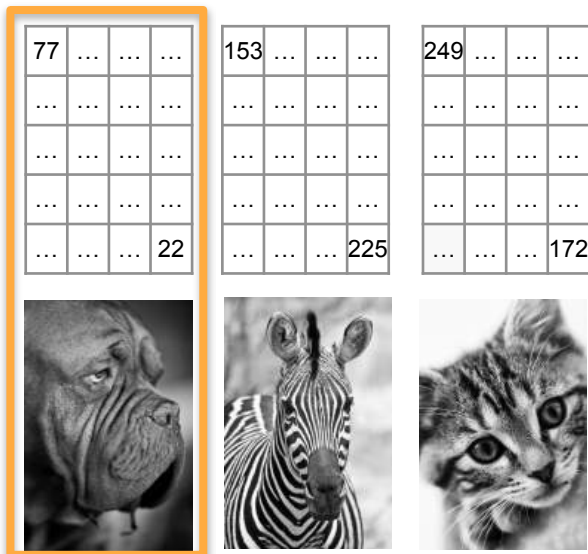 77 … … … 153 … … … 249 … … …
… … … … … … … … … … … …
… … … … … … … … … … … …
… … … … … … … … … … … …
… … … 22 … … … 225 … … … 172